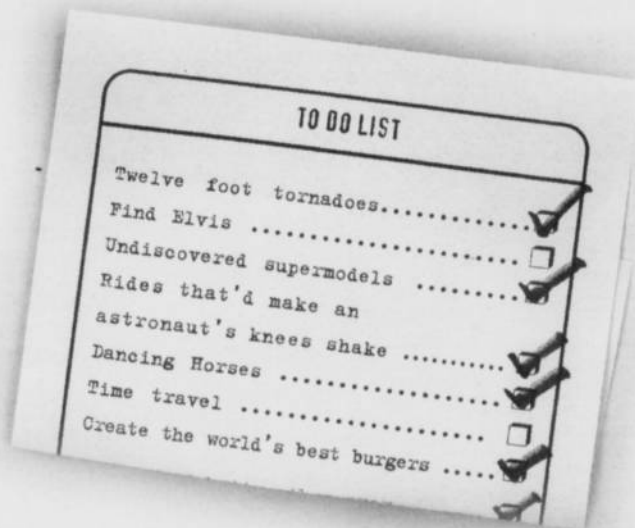 TO DO LIST
Twelve foot tornadoes................
Find Elvis ..........................
Undiscovered supermodels ..........
Rides that'd make an
astronaut's knees shake ..........
Dancing Horses ......................
Time travel .........................
Create the world's best burgers .....